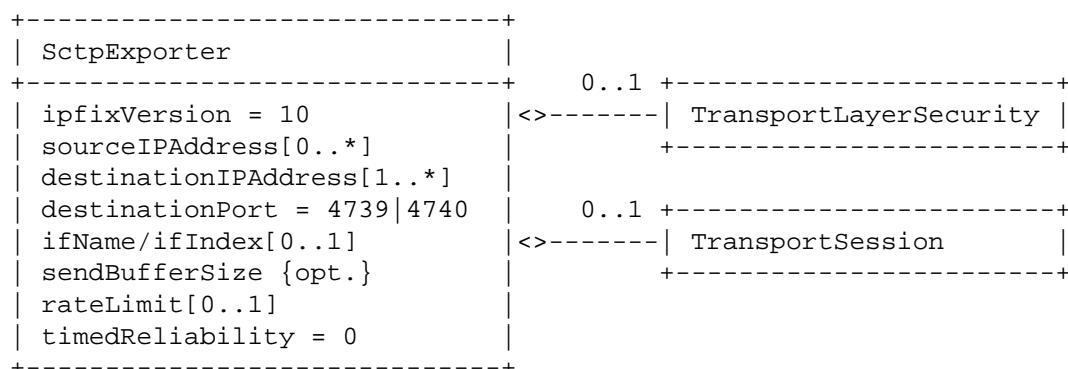 +------------------------------+
| SctpExporter                 |
+------------------------------+    0..1 +------------------------+
| ipfixVersion = 10            |<>-------| TransportLayerSecurity |
| sourceIPAddress[0..*]        |         +------------------------+
| destinationIPAddress[1..*]   |
| destinationPort = 4739|4740  |    0..1 +------------------------+
| ifName/ifIndex[0..1]         |<>-------| TransportSession       |
| sendBufferSize {opt.}        |         +------------------------+
| rateLimit[0..1]              |
| timedReliability = 0         |
+------------------------------+